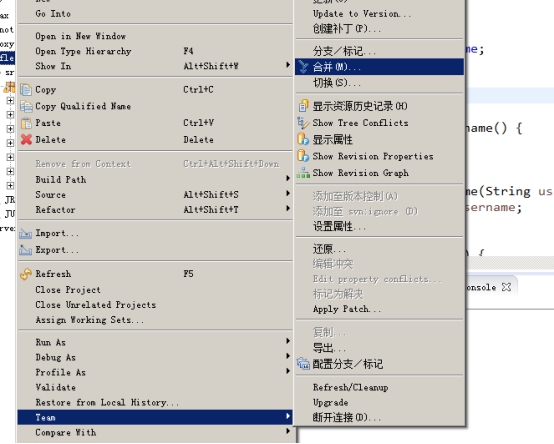 Go Into
Open in New Window
Open Type Hierarchy F4
Show In Alt+Shift+W
Copy Ctrl+C
Copy Qualified Name
Paste Ctrl+V
Delete Delete
Remove from Context Ctrl+Alt+Shift+Down
Build Path
Source Alt+Shift+S
Refactor Alt+Shift+T
Import...
Export...
Refresh F5
Close Project
Close Unrelated Projects
Assign Working Sets...
Run As
Debug As
Profile As
Validate
Restore from Local History...
Team
Compare With
Update to Version...
创建补丁(P)...
分支/标记...
合并(M)...
切换(S)...
显示资源历史记录(H)
Show Tree Conflicts
显示属性
Show Revision Properties
Show Revision Graph
添加至版本控制(A)
添加至 svn:ignore (D)
设置属性...
还原...
编辑冲突
Edit property conflicts...
标记为解决
Apply Patch...
复制...
导出...
配置分支/标记
Refresh/Cleanup
Upgrade
断开连接(D)...
me;
name() {
me(String us
sername;
() {
onsole